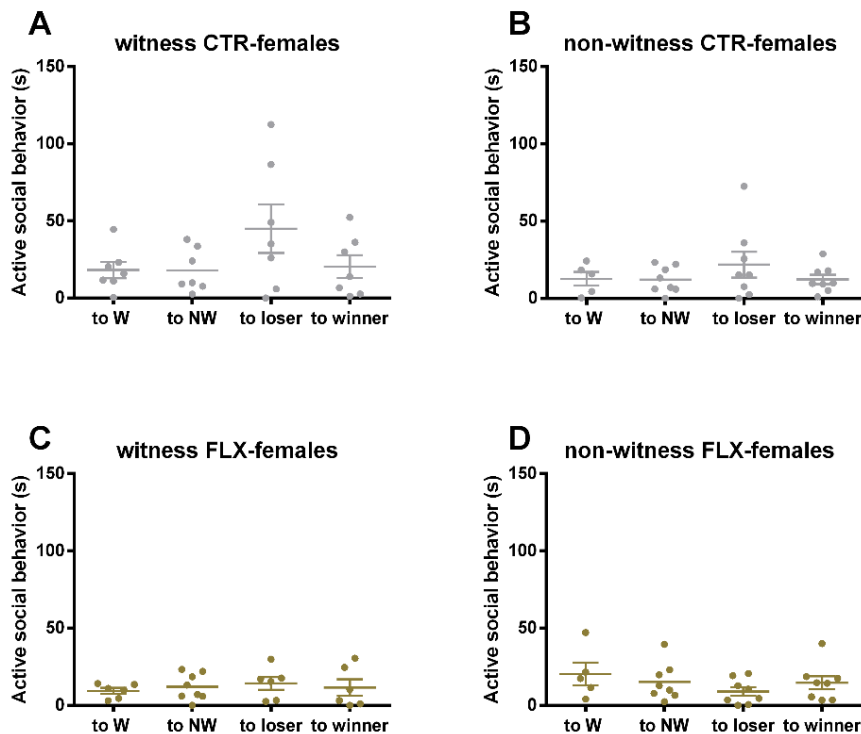 A
witness CTR-females
Active social behavior (s)
150
100
50
0
to W to NW to loser to winner
B
non-witness CTR-females
Active social behavior (s)
150
100
50
0
to W to NW to loser to winner
C
witness FLX-females
Active social behavior (s)
150
100
50
0
to W to NW to loser to winner
D
non-witness FLX-females
Active social behavior (s)
150
100
50
0
to W to NW to loser to winner